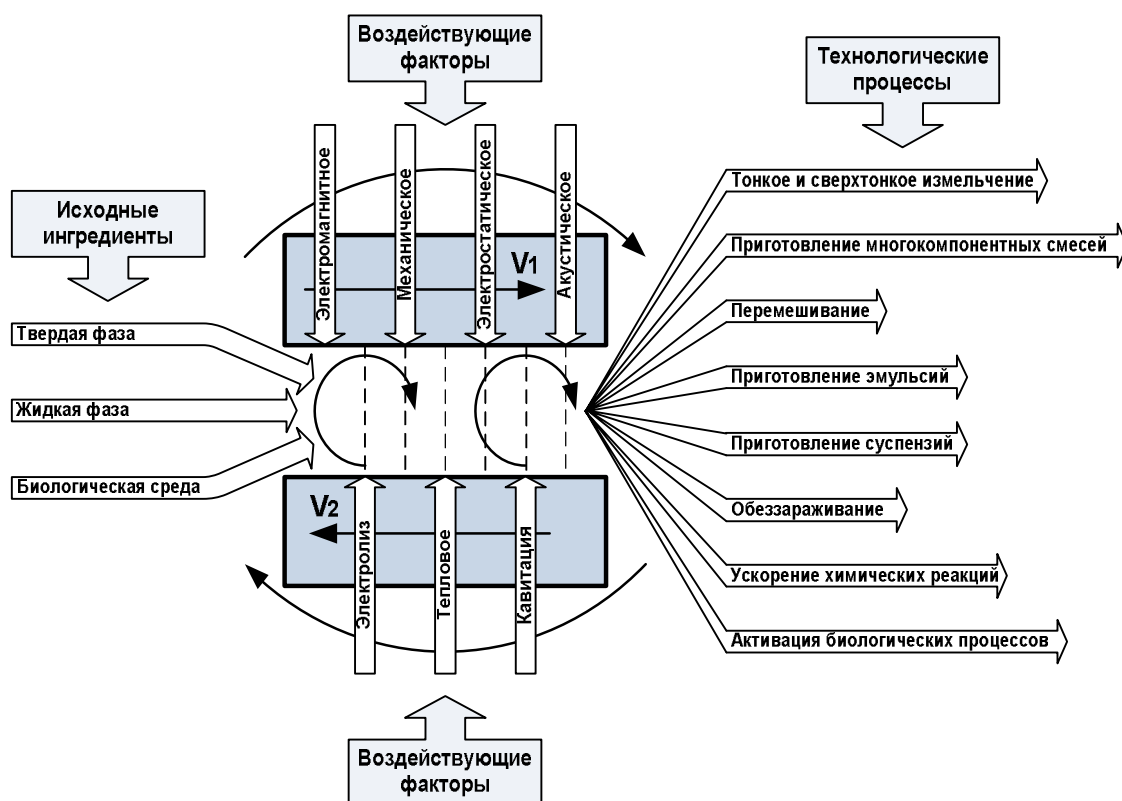 Воздействующие
факторы
Технологические
процессы
Исходные
ингредиенты
Электромагнитное
Механическое
Электростатическое
Акустическое
V1
Твердая фаза
Жидкая фаза
Биологическая среда
V2
Электролиз
Тепловое
Кавитация
Тонкое и сверхтонкое измельчение
Приготовление многокомпонентных смесей
Перемешивание
Приготовление эмульсий
Приготовление суспензий
Обеззараживание
Ускорение химических реакций
Активация биологических процессов
Воздействующие
факторы